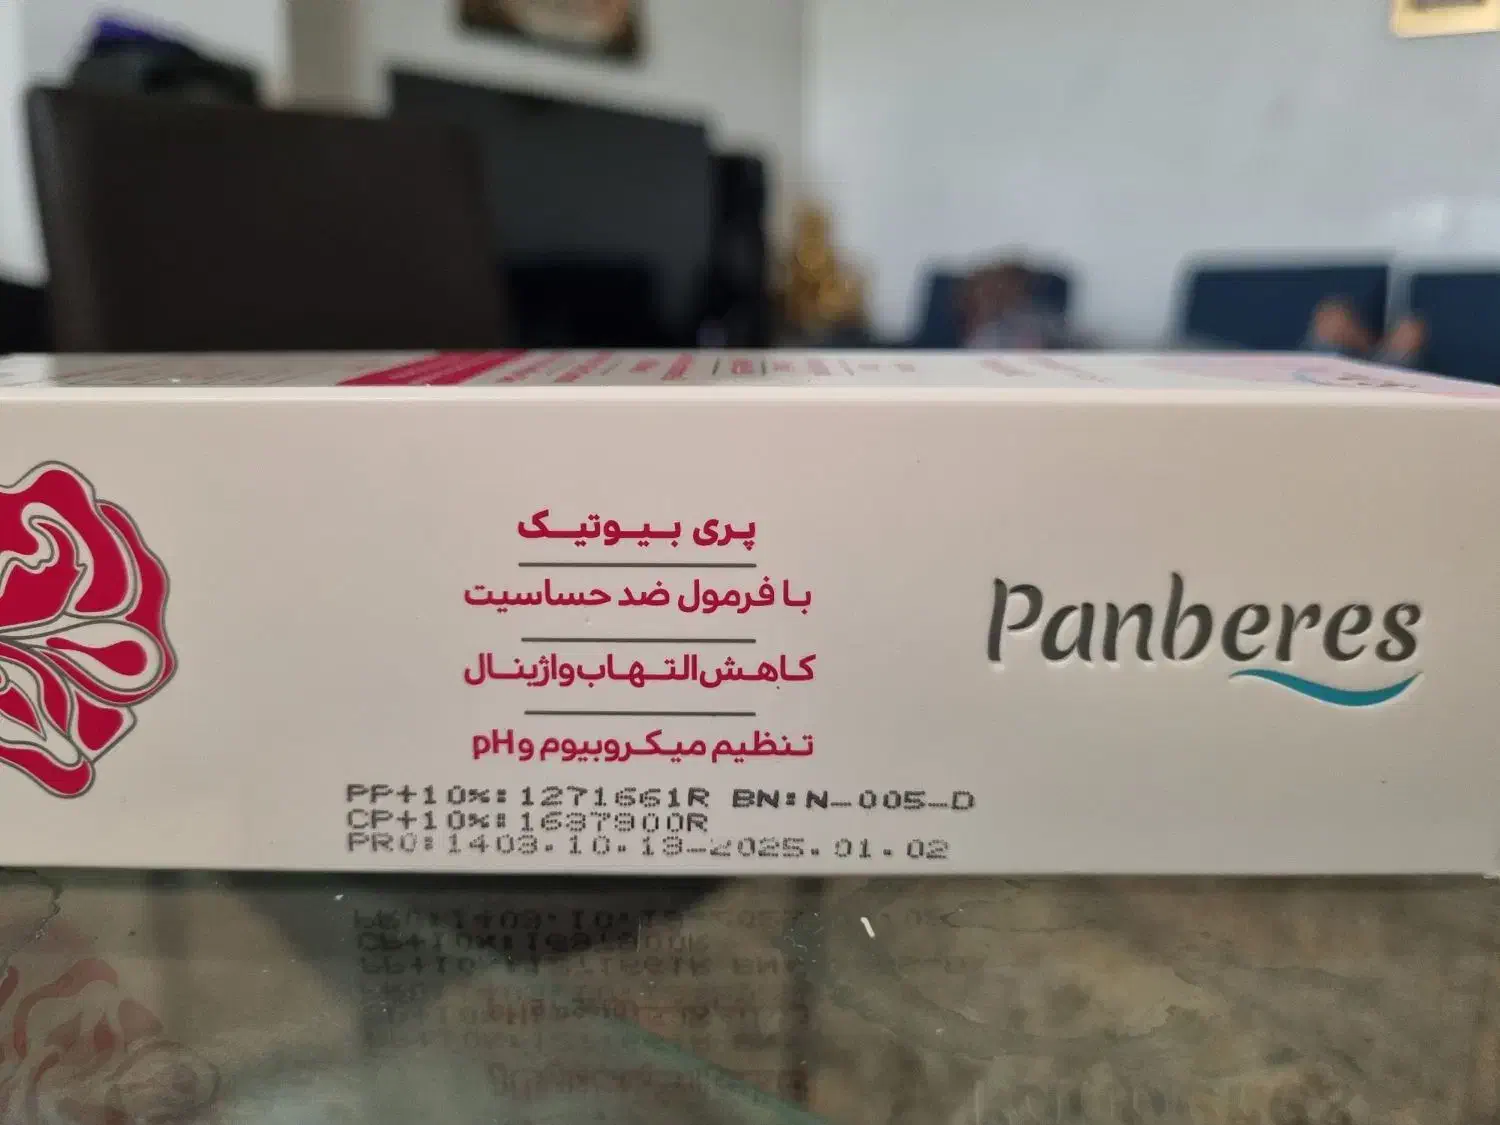 پری بیوتیک
با فرمول ضد حساسیت
کاهش التهاب واژینال
تنظیم میکروبیوم و pH
Panberes
PP+10%:1271661R BN:N-005-D
CP+10%:1637900R
PRO:1403.10.13-2025.01.02